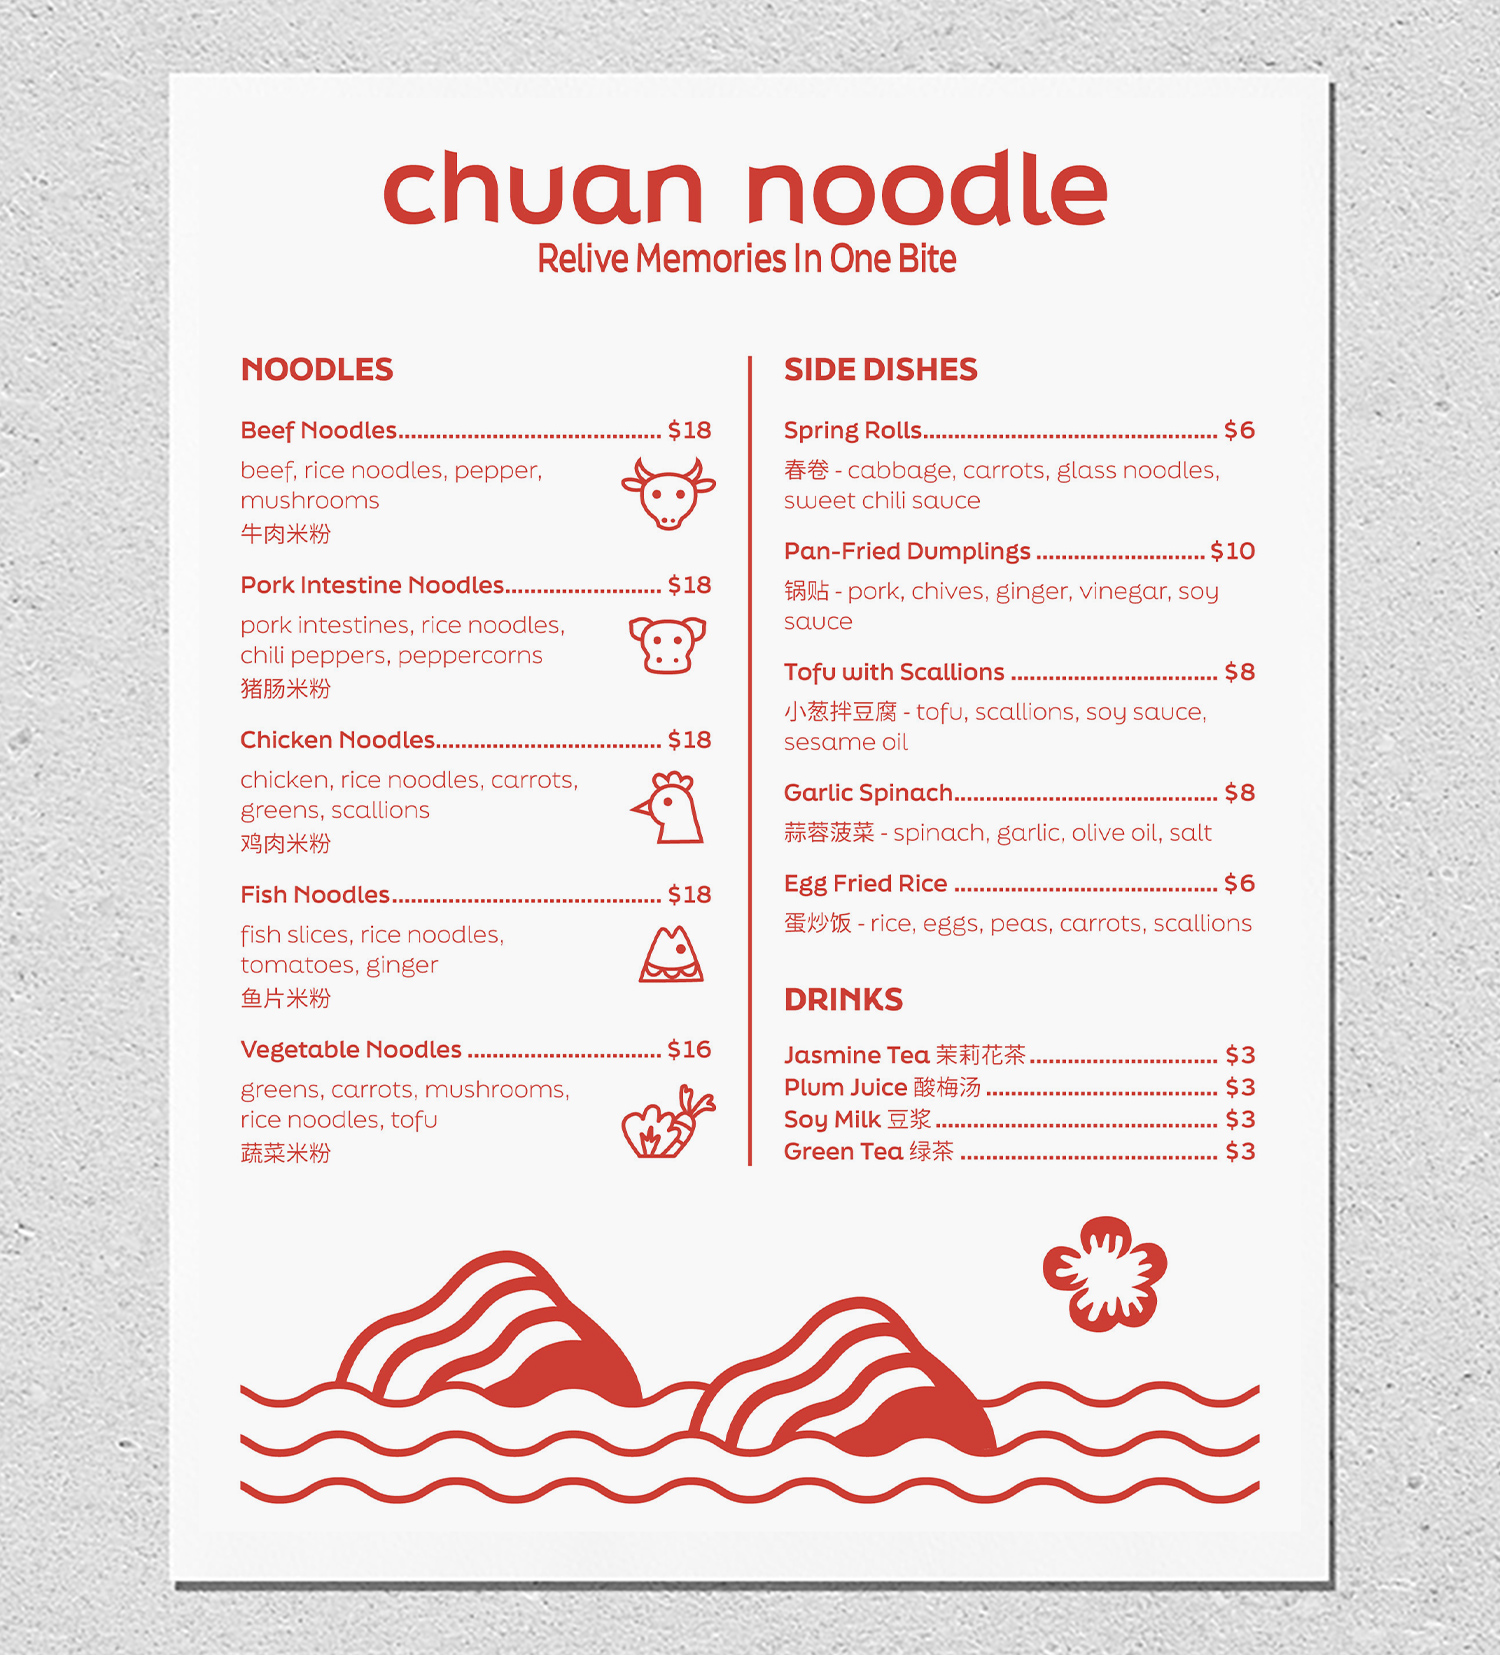 chuan noodle
Relive Memories In One Bite
NOODLES
Beef Noodles.......................................... $18
beef, rice noodles, pepper,
mushrooms
牛肉米粉
Pork Intestine Noodles......................... $18
pork intestines, rice noodles,
chili peppers, peppercorns
猪肠米粉
Chicken Noodles.................................... $18
chicken, rice noodles, carrots,
greens, scallions
鸡肉米粉
Fish Noodles........................................... $18
fish slices, rice noodles,
tomatoes, ginger
鱼片米粉
Vegetable Noodles ............................... $16
greens, carrots, mushrooms,
rice noodles, tofu
蔬菜米粉
SIDE DISHES
Spring Rolls............................................... $6
春卷 - cabbage, carrots, glass noodles,
sweet chili sauce
Pan-Fried Dumplings ........................... $10
锅贴 - pork, chives, ginger, vinegar, soy
sauce
Tofu with Scallions ................................. $8
小葱拌豆腐 - tofu, scallions, soy sauce,
sesame oil
Garlic Spinach.......................................... $8
蒜蓉菠菜 - spinach, garlic, olive oil, salt
Egg Fried Rice .......................................... $6
蛋炒饭 - rice, eggs, peas, carrots, scallions
DRINKS
Jasmine Tea 茉莉花茶.............................. $3
Plum Juice 酸梅汤 ..................................... $3
Soy Milk 豆浆 ............................................. $3
Green Tea 绿茶 ......................................... $3